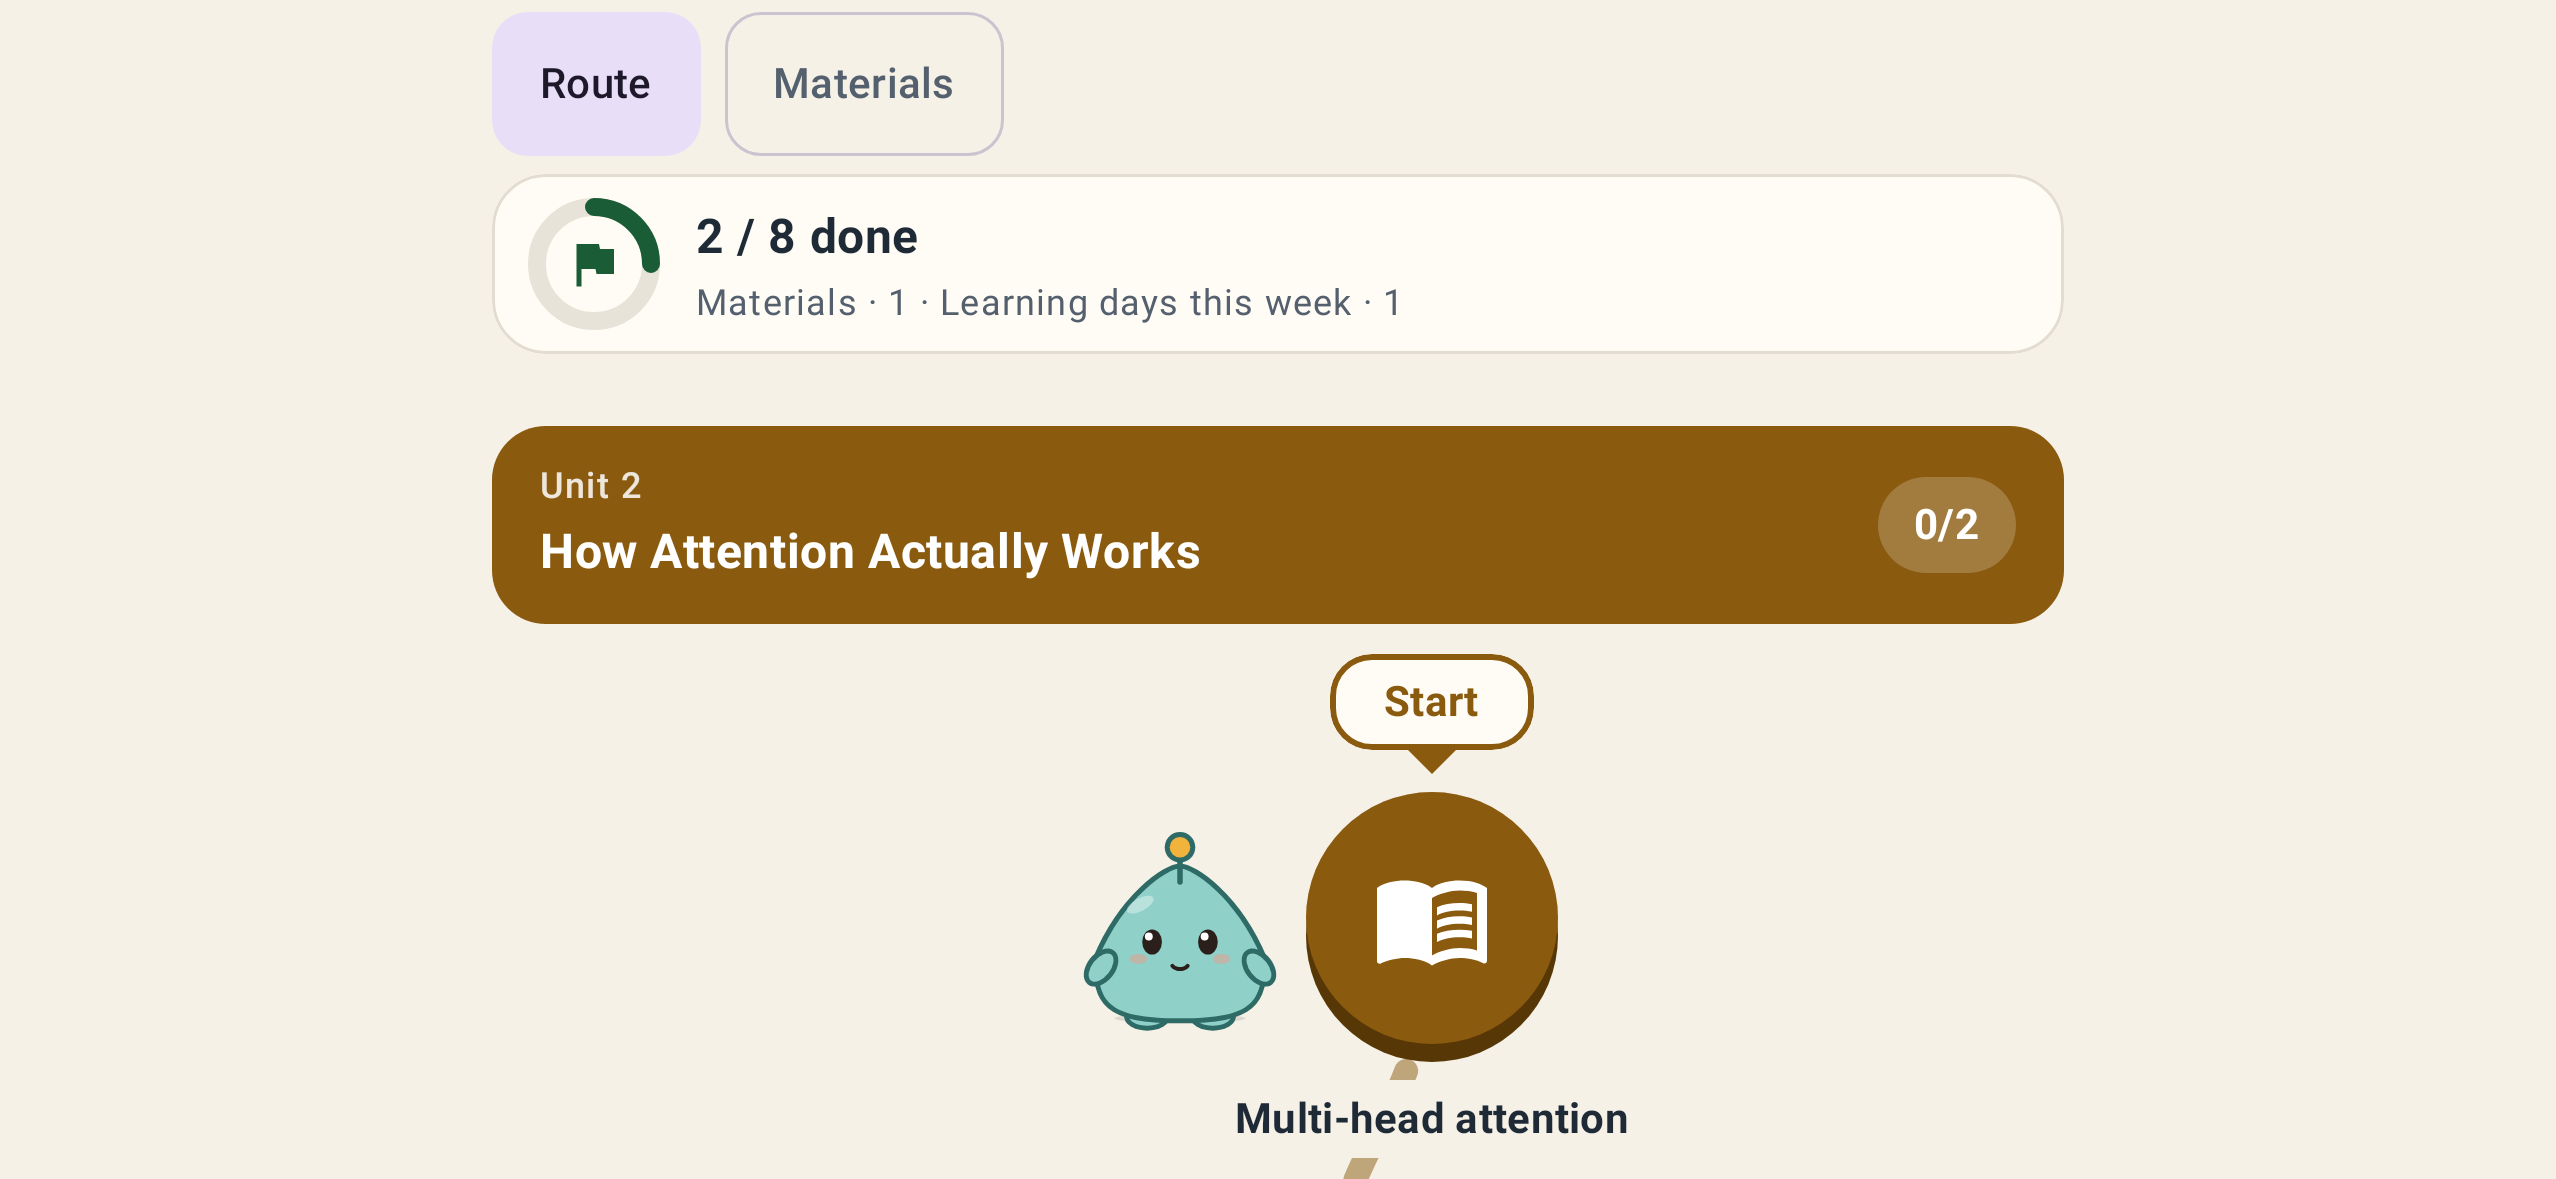 Route
Materials
2 / 8 done
Materials · 1 · Learning days this week · 1
Unit 2
How Attention Actually Works
0/2
Start
Multi-head attention